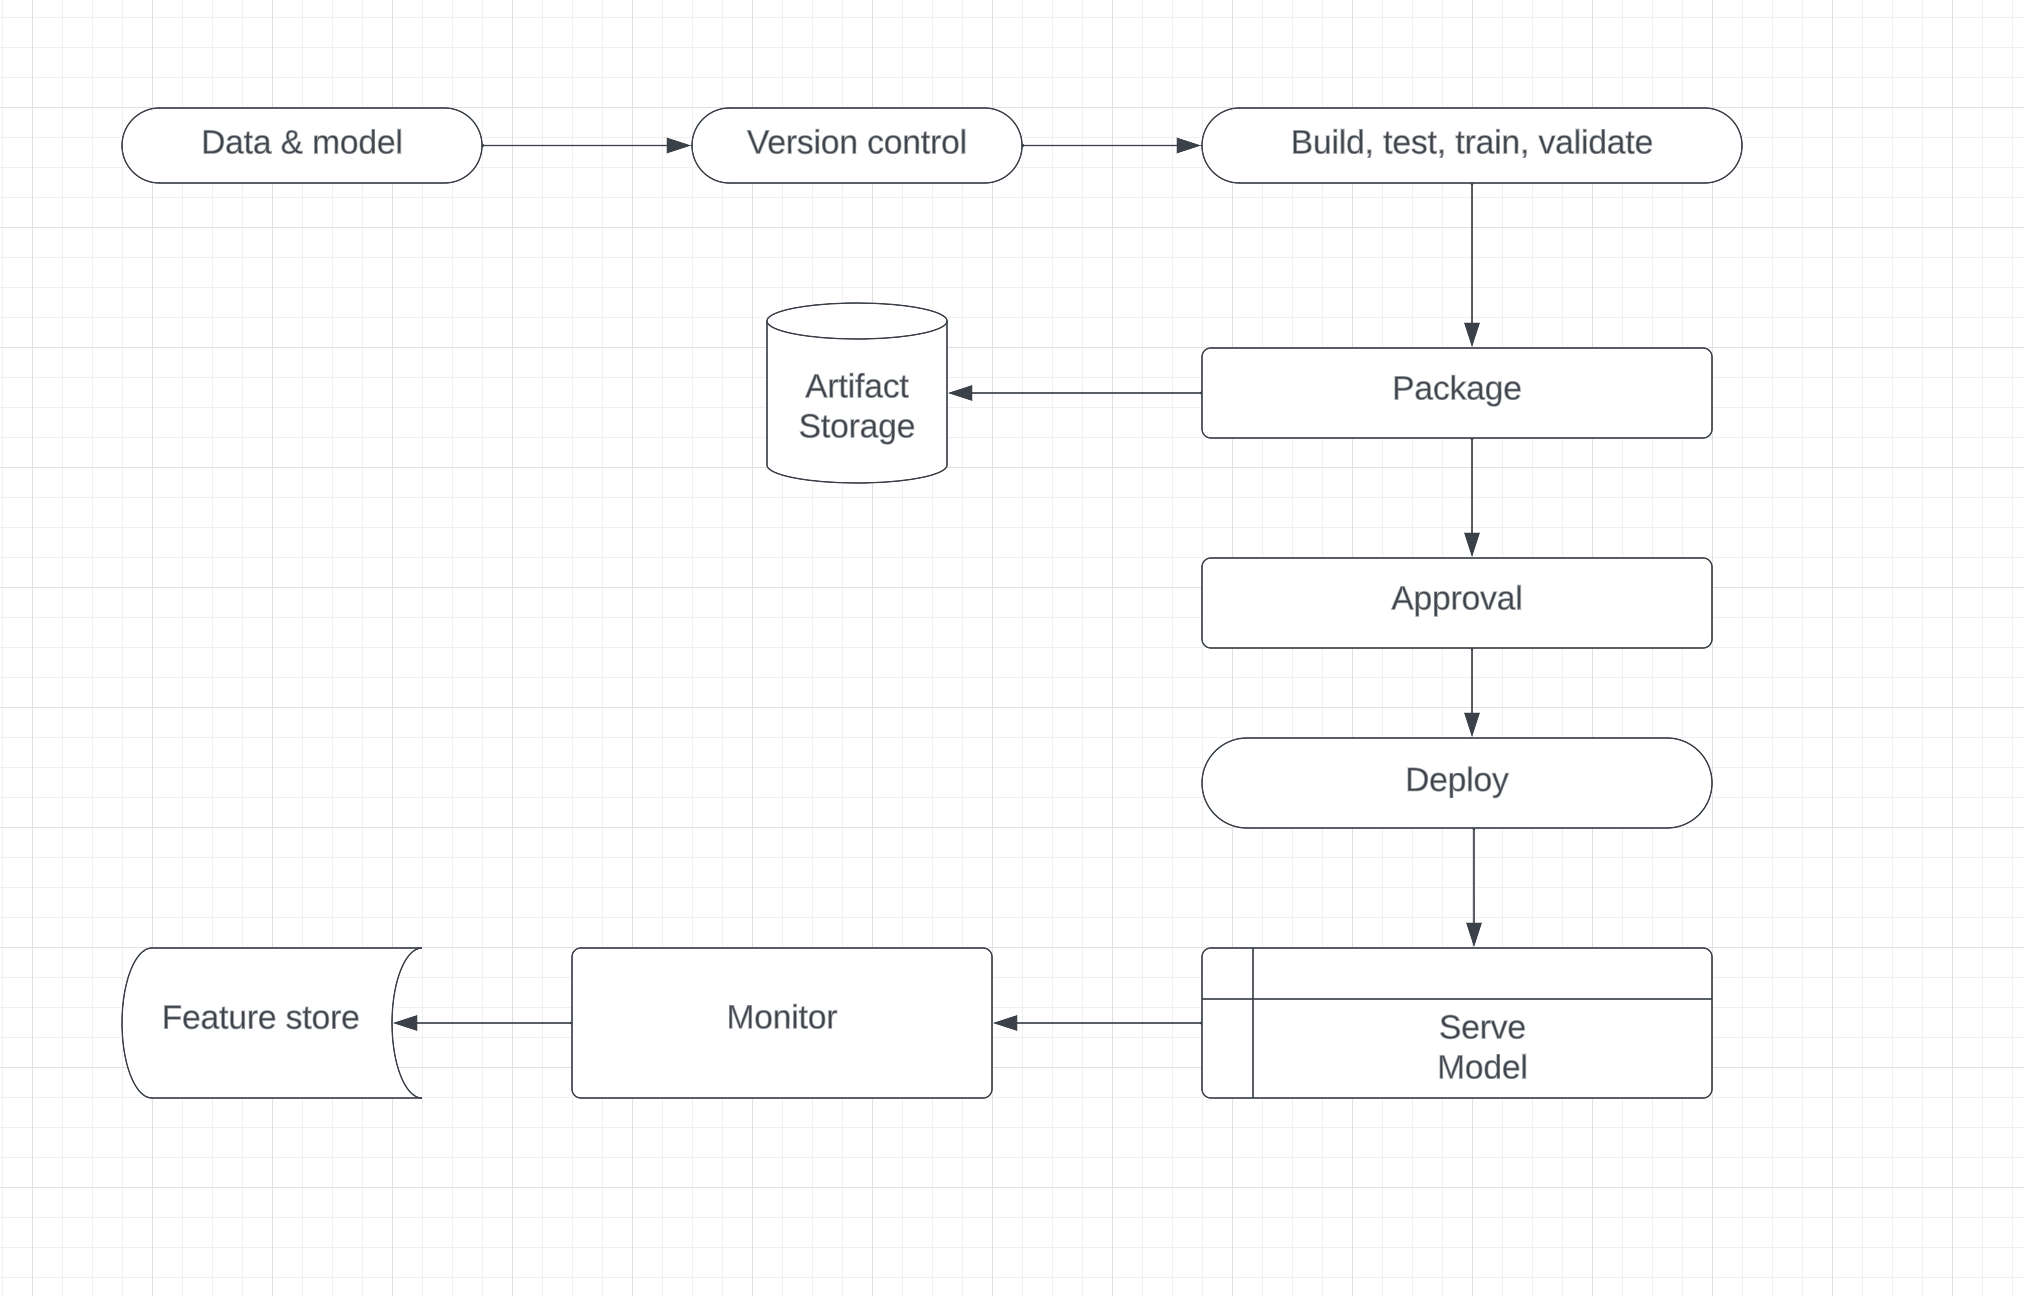 Data & model
Version control
Build, test, train, validate
Artifact
Storage
Package
Approval
Deploy
Feature store
Monitor
Serve
Model